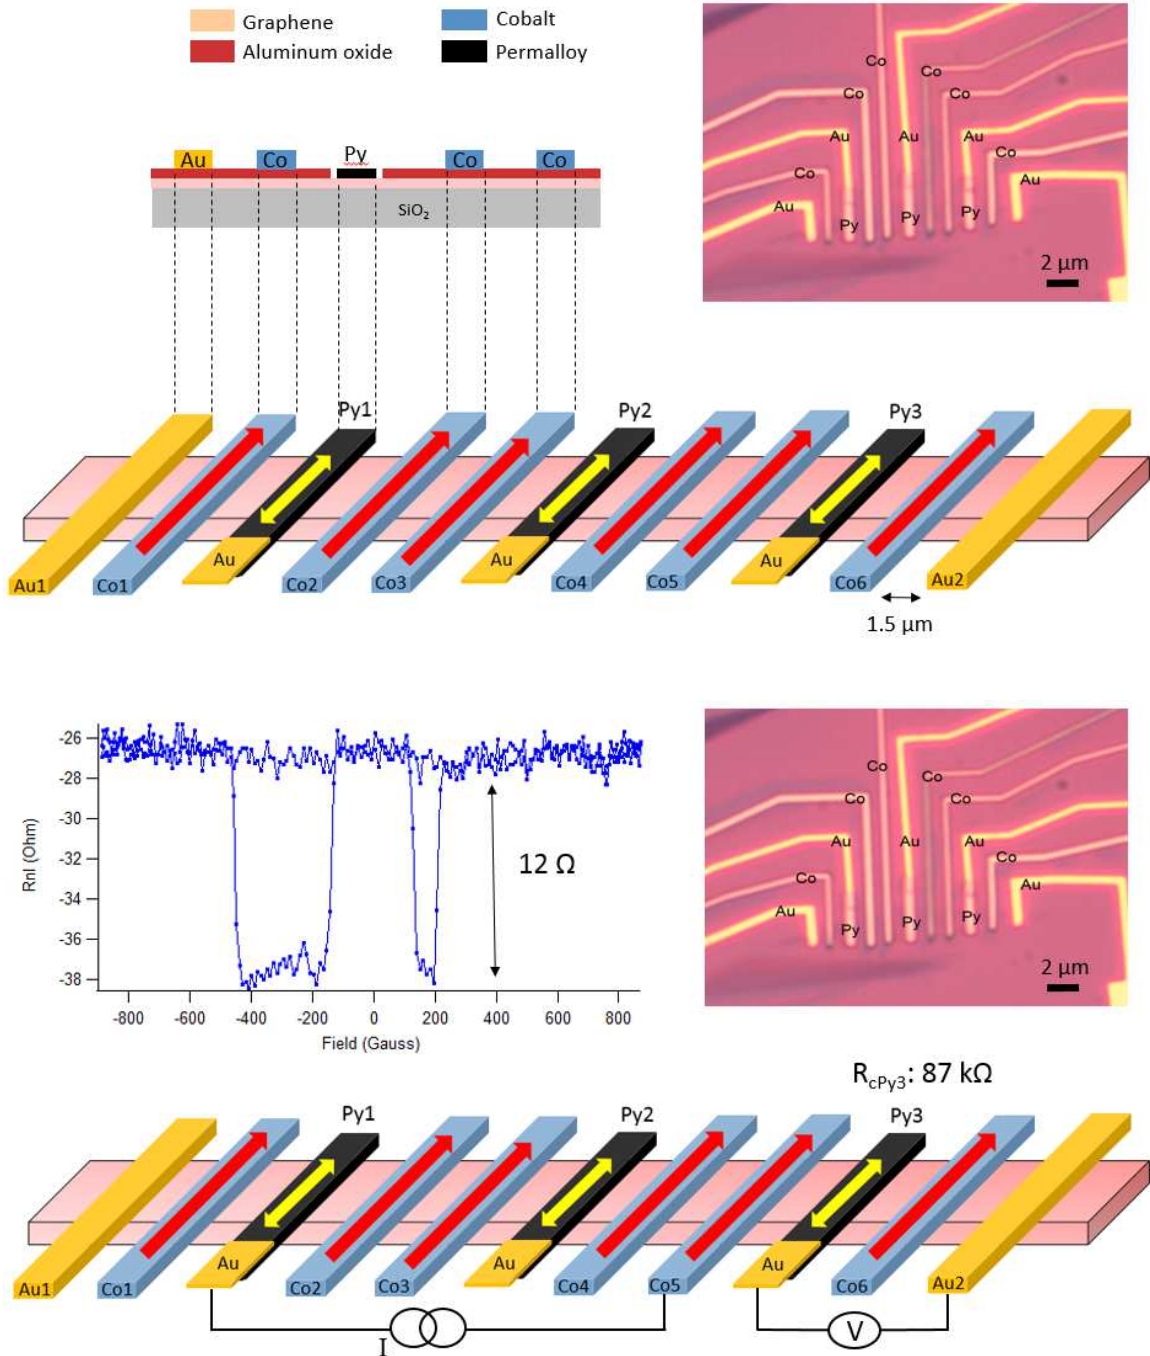 Graphene
Cobalt
Aluminum oxide
Permalloy
Au
Co
Py
Co
Co
SiO₂
Co
Co
Co
Co
Au
Au
Au
Co
Co
Au
Au
Py
Py
Py
2 μm
Py1
Py2
Py3
Au
Au
Au
Au1
Co1
Co2
Co3
Co4
Co5
Co6
Au2
1.5 μm
-26
-28
-30
-32
-34
-36
-38
Rnl (Ohm)
12 Ω
-800
-600
-400
-200
0
200
400
600
800
Field (Gauss)
Co
Co
Co
Co
Au
Au
Au
Co
Co
Au
Au
Py
Py
Py
2 μm
RcPy3: 87 kΩ
Py1
Py2
Py3
Au
Au
Au
Au1
Co1
Co2
Co3
Co4
Co5
Co6
Au2
I
V